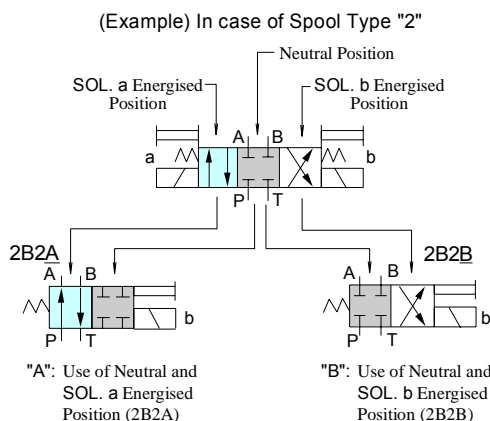 (Example) In case of Spool Type "2"
Neutral Position
SOL. a Energised
Position
SOL. b Energised
Position
A B
a
b
P T
2B2A
A B
b
P T
2B2B
A B
b
P T
"A": Use of Neutral and
SOL. a Energised
Position (2B2A)
"B": Use of Neutral and
SOL. b Energised
Position (2B2B)